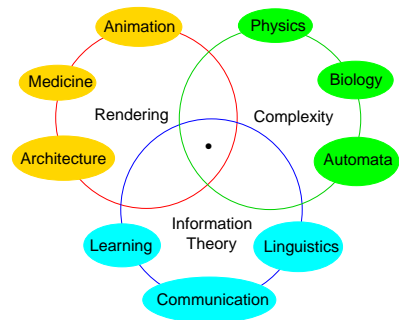 Animation
Physics
Medicine
Biology
Rendering
Complexity
Architecture
Automata
Information
Theory
Learning
Linguistics
Communication